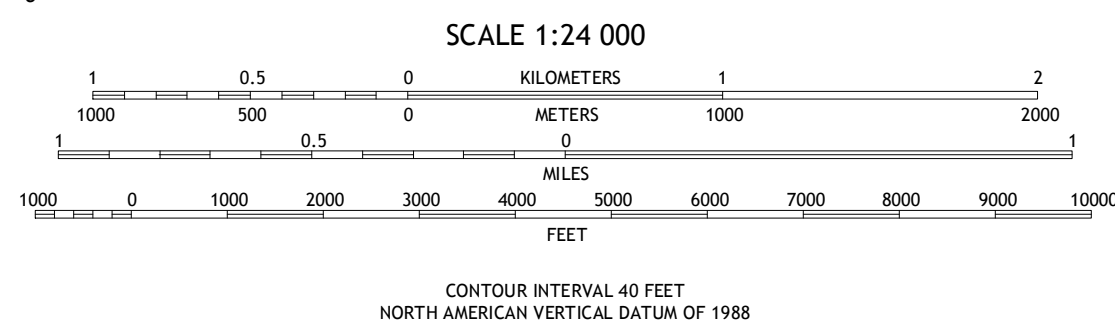 SCALE 1:24 000
1 0.5 0 KILOMETERS 1 2
1000 500 0 METERS 1000 2000
1 0.5 0 1
MILES
1000 0 1000 2000 3000 4000 5000 6000 7000 8000 9000 10000
FEET
CONTOUR INTERVAL 40 FEET
NORTH AMERICAN VERTICAL DATUM OF 1988